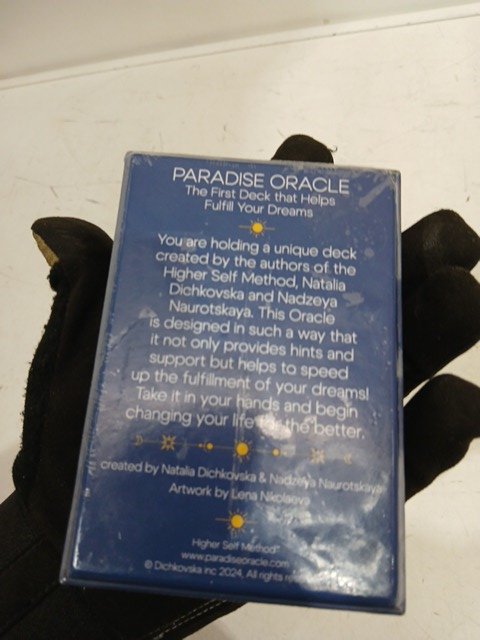 PARADISE ORACLE
The First Deck that Helps
Fulfill Your Dreams
You are holding a unique deck
created by the authors of the
Higher Self Method, Natalia
Dichkovska and Nadzeya
Naurotskaya. This Oracle
is designed in such a way that
it not only provides hints and
support but helps to speed
up the fulfillment of your dreams!
Take it in your hands and begin
changing your life for the better.
created by Natalia Dichkovska & Nadzeya Naurotskaya
Artwork by Lena Nikolaeva
Higher Self Method™
www.paradiseoracle.com
© Dichkovska inc 2024, All rights